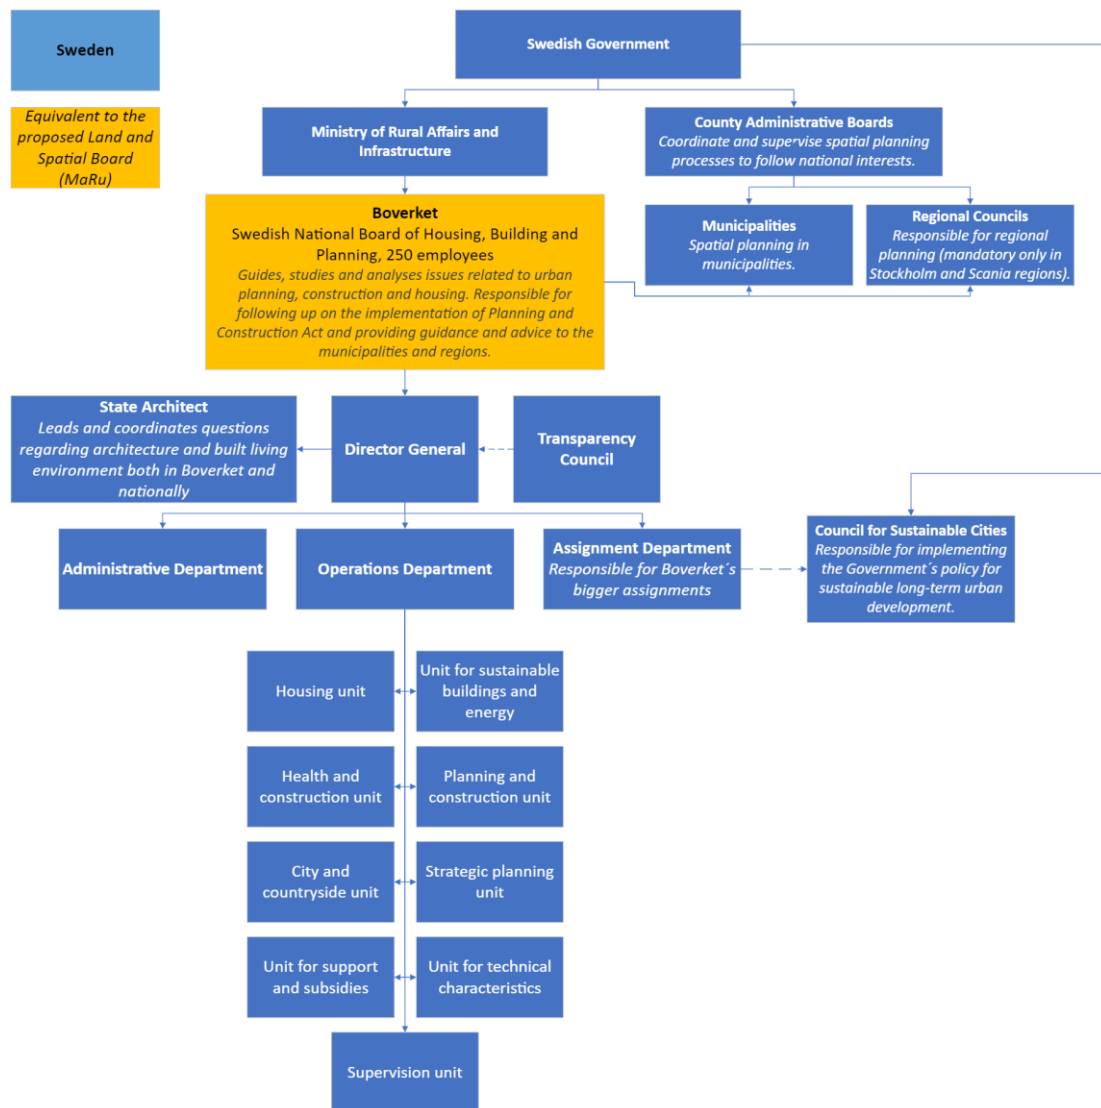 Sweden
Swedish Government
Equivalent to the
proposed Land and
Spatial Board
(MaRu)
Ministry of Rural Affairs and
Infrastructure
County Administrative Boards
Coordinate and supervise spatial planning
processes to follow national interests.
Boverket
Swedish National Board of Housing, Building and
Planning, 250 employees
Guides, studies and analyses issues related to urban
planning, construction and housing. Responsible for
following up on the implementation of Planning and
Construction Act and providing guidance and advice to the
municipalities and regions.
Municipalities
Spatial planning in
municipalities.
Regional Councils
Responsible for regional
planning (mandatory only in
Stockholm and Scania regions).
State Architect
Leads and coordinates questions
regarding architecture and built living
environment both in Boverket and
nationally
Director General
Transparency
Council
Administrative Department
Operations Department
Assignment Department
Responsible for Boverket´s
bigger assignments
Council for Sustainable Cities
Responsible for implementing
the Government´s policy for
sustainable long-term urban
development.
Housing unit
Unit for sustainable
buildings and
energy
Health and
construction unit
Planning and
construction unit
City and
countryside unit
Strategic planning
unit
Unit for support
and subsidies
Unit for technical
characteristics
Supervision unit